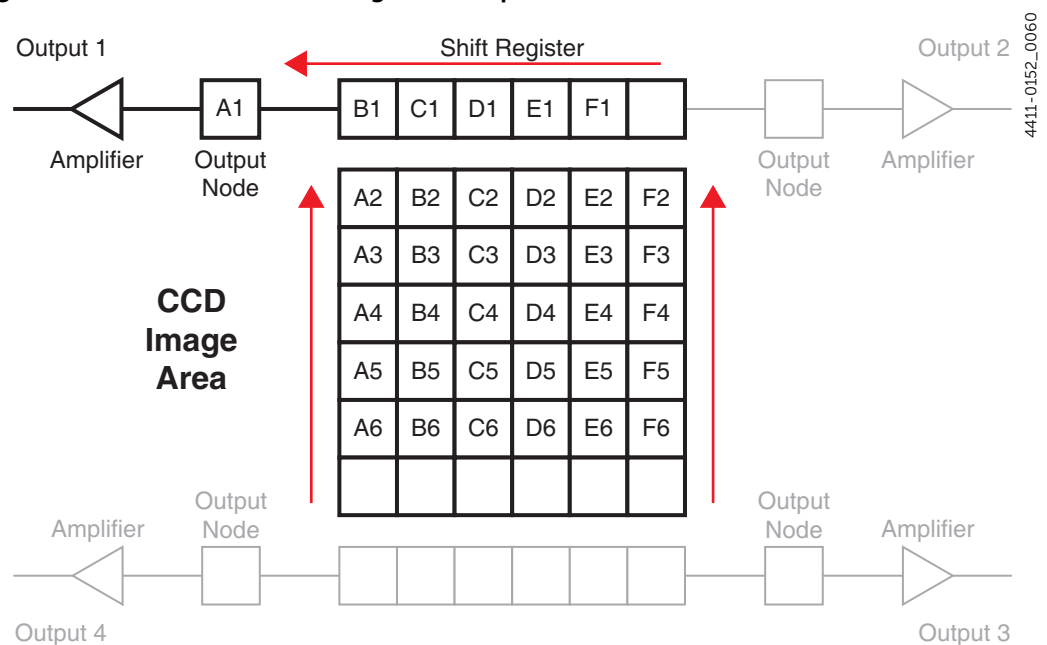 Output 1
Shift Register
Output 2
4411-0152_0060
A1
B1 C1 D1 E1 F1
Amplifier
Output
Node
Output
Node
Amplifier
A2 B2 C2 D2 E2 F2
A3 B3 C3 D3 E3 F3
CCD
Image
Area
A4 B4 C4 D4 E4 F4
A5 B5 C5 D5 E5 F5
A6 B6 C6 D6 E6 F6
Amplifier
Output
Node
Output
Node
Amplifier
Output 4
Output 3